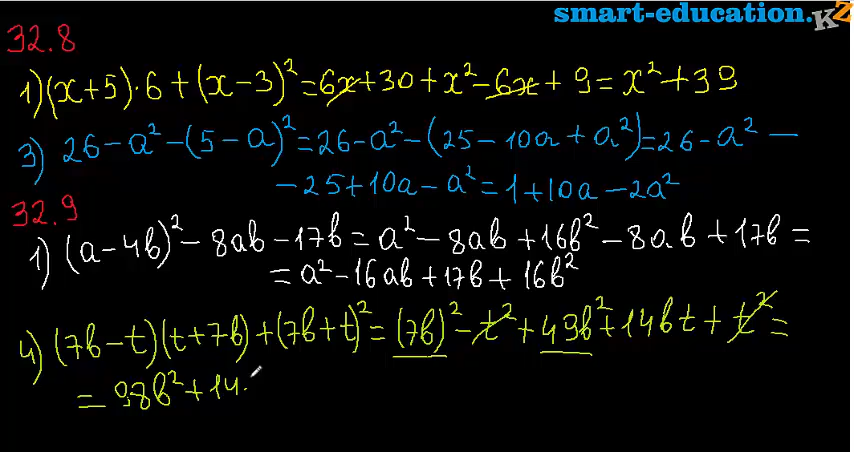 smart-education.KZ
32.8
1) (x+5)·6+(x-3)²=6x+30+x²-6x+9=x²+39
3) 26-a²-(5-a)²=26-a²-(25-10a+a²)=26-a²-
-25+10a-a²=1+10a-2a²
32.9
1) (a-4b)²-8ab-17b=a²-8ab+16b²-8ab+17b=
=a²-16ab+17b+16b²
4) (7b-t)(t+7b)+(7b+t)²=(7b)²-t²+49b²+14bt+t²=
=98b²+14